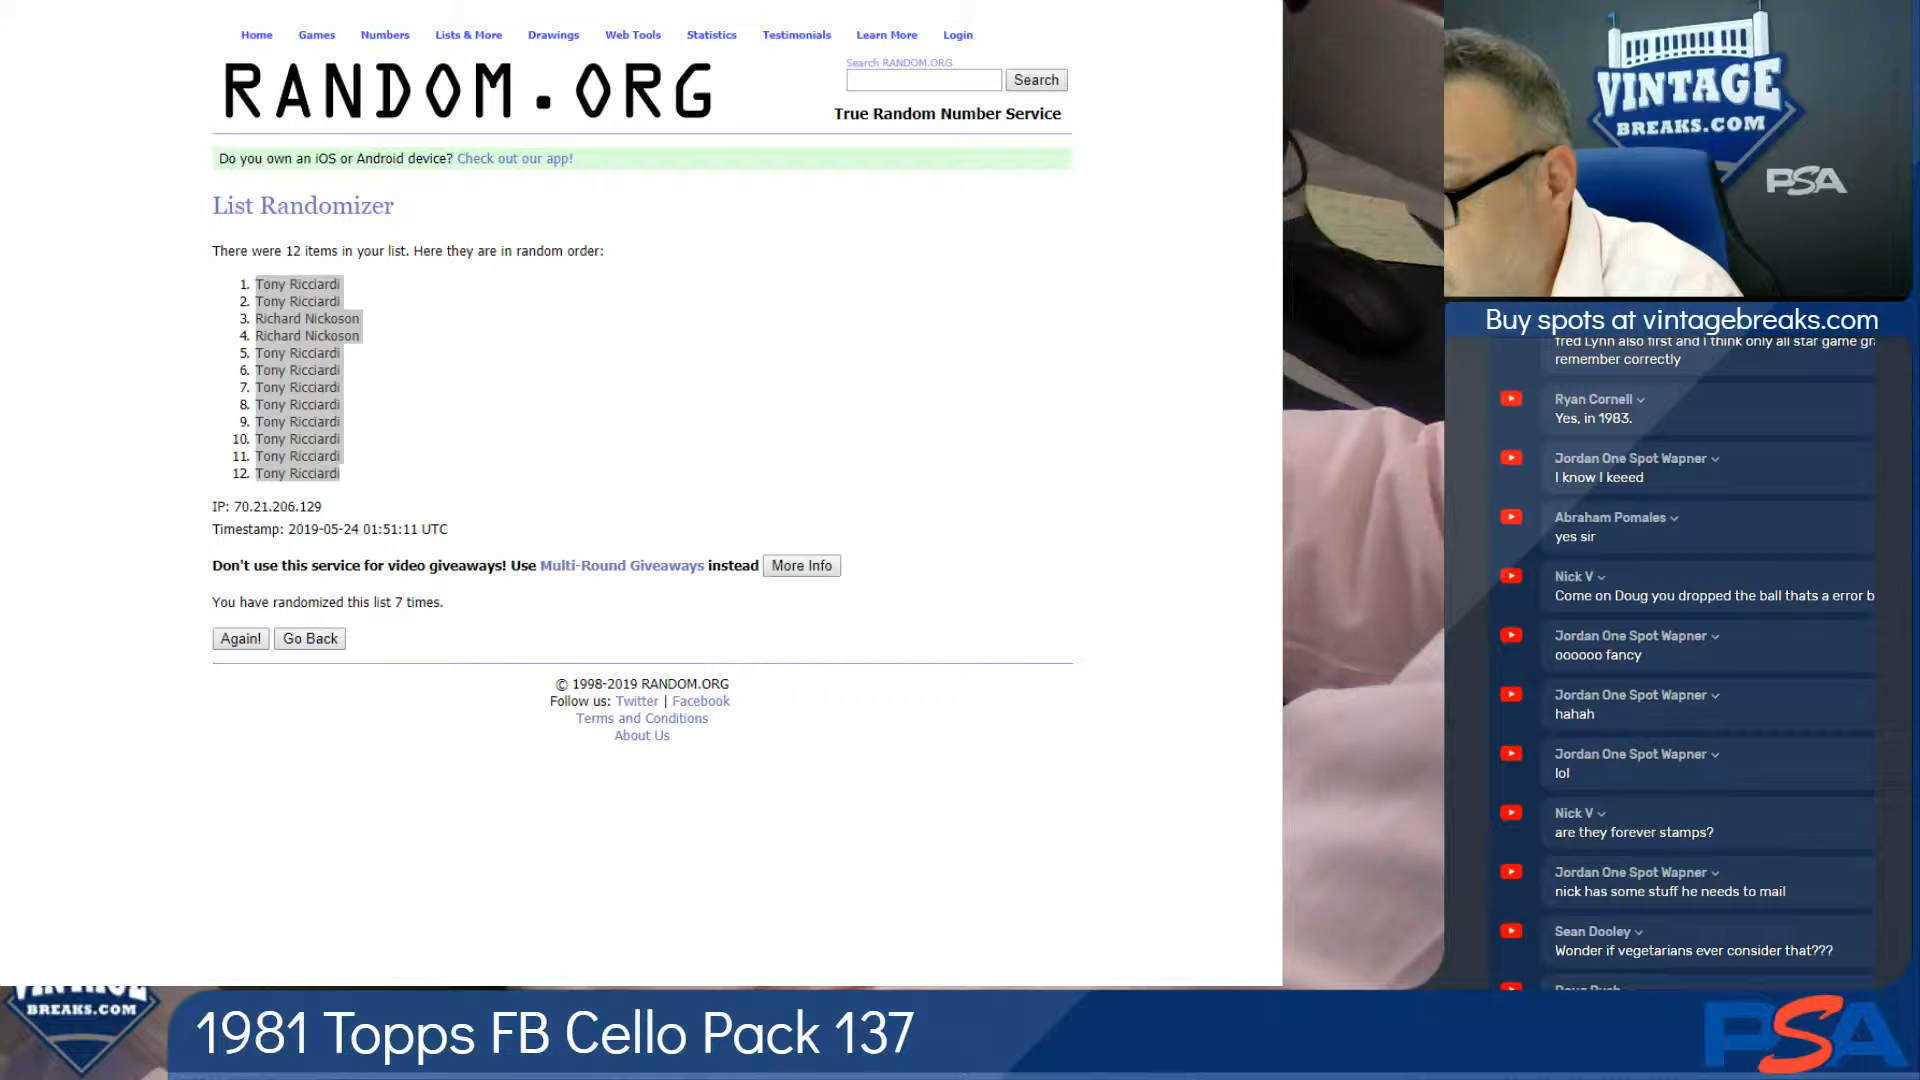 Home Games Numbers Lists & More Drawings Web Tools Statistics Testimonials Learn More Login
RANDOM.ORG
Search RANDOM.ORG
Search
True Random Number Service
Do you own an iOS or Android device? Check out our app!
List Randomizer
There were 12 items in your list. Here they are in random order:
1. Tony Ricciardi
2. Tony Ricciardi
3. Richard Nickoson
4. Richard Nickoson
5. Tony Ricciardi
6. Tony Ricciardi
7. Tony Ricciardi
8. Tony Ricciardi
9. Tony Ricciardi
10. Tony Ricciardi
11. Tony Ricciardi
12. Tony Ricciardi
IP: 70.21.206.129
Timestamp: 2019-05-24 01:51:11 UTC
Don't use this service for video giveaways! Use Multi-Round Giveaways instead More Info
You have randomized this list 7 times.
Again! Go Back
© 1998-2019 RANDOM.ORG
Follow us: Twitter | Facebook
Terms and Conditions
About Us
VINTAGE
BREAKS.COM
PSA
Buy spots at vintagebreaks.com
fred Lynn also first and i think only all star game
remember correctly
Ryan Cornell
Yes, in 1983.
Jordan One Spot Wapner
I know I keeed
Abraham Pomales
yes sir
Nick V
Come on Doug you dropped the ball thats a error
Jordan One Spot Wapner
oooooo fancy
Jordan One Spot Wapner
hahah
Jordan One Spot Wapner
lol
Nick V
are they forever stamps?
Jordan One Spot Wapner
nick has some stuff he needs to mail
Sean Dooley
Wonder if vegetarians ever consider that???
VINTAGE
BREAKS.COM
1981 Topps FB Cello Pack 137
PSA